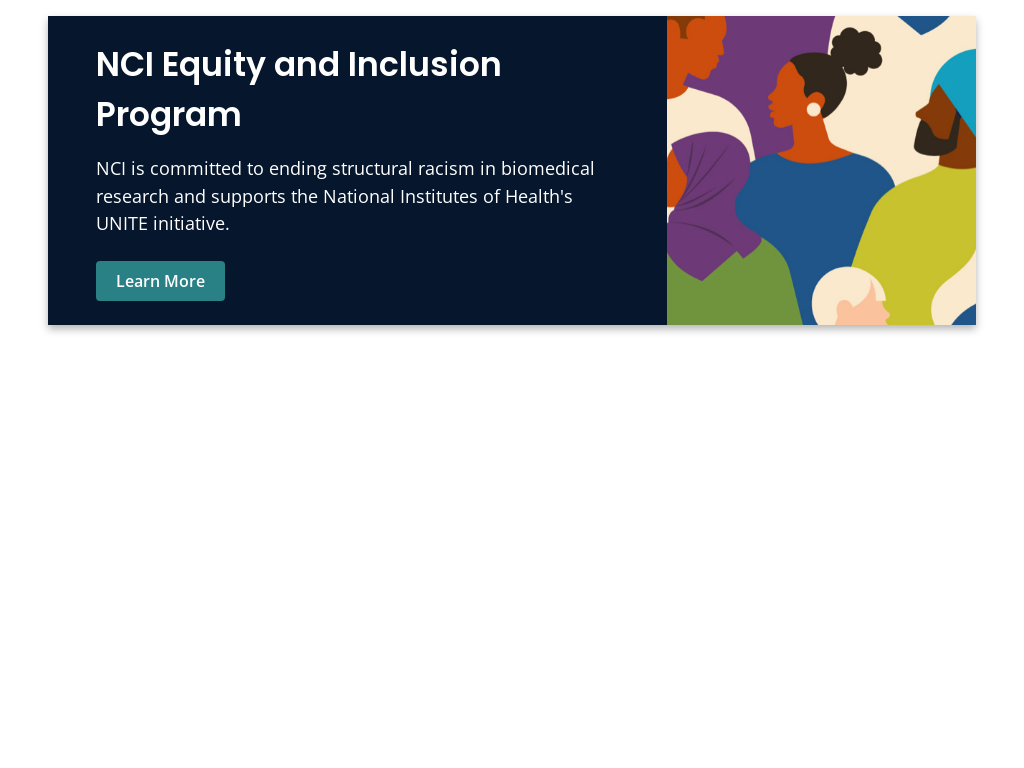 NCI Equity and Inclusion
Program
NCI is committed to ending structural racism in biomedical
research and supports the National Institutes of Health's
UNITE initiative.
Learn More